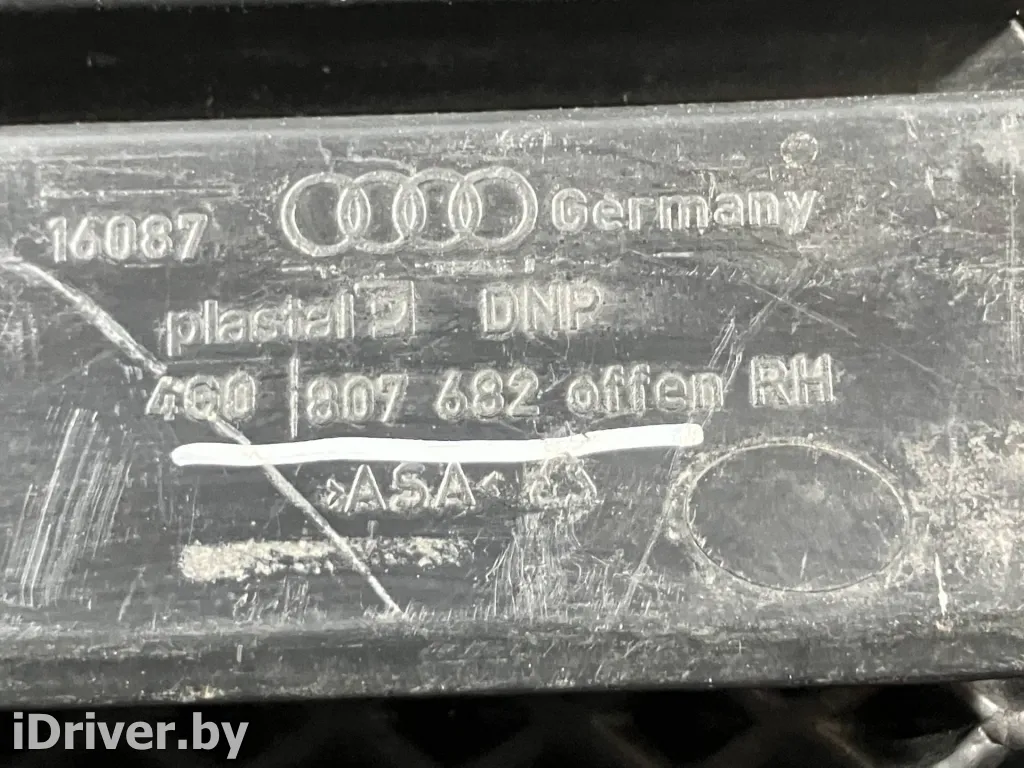 16087 Germany
plastal DNP
4G0 807 682 offen RH
>ASA<
iDriver.by